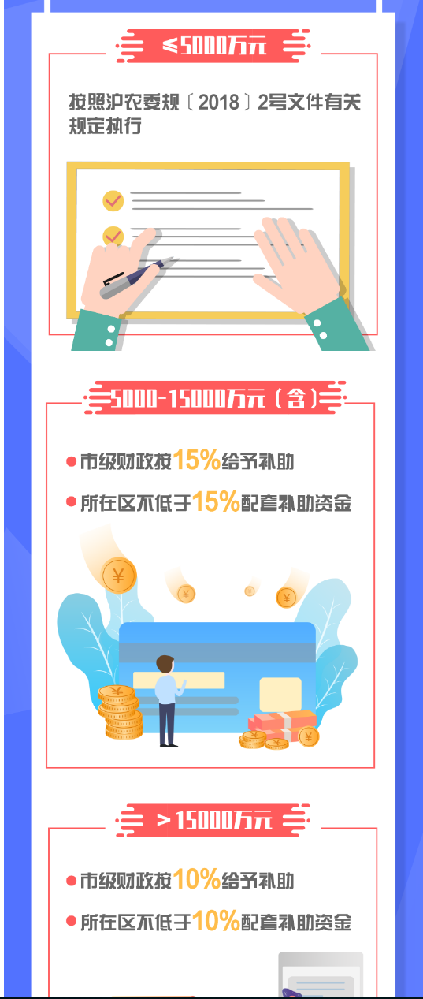 ≤5000万元
按照沪农委规〔2018〕2号文件有关
规定执行
5000-15000万元(含)
市级财政按15%给予补助
所在区不低于15%配套补助资金
¥
¥
¥
¥
¥
¥
¥
¥
>15000万元
市级财政按10%给予补助
所在区不低于10%配套补助资金